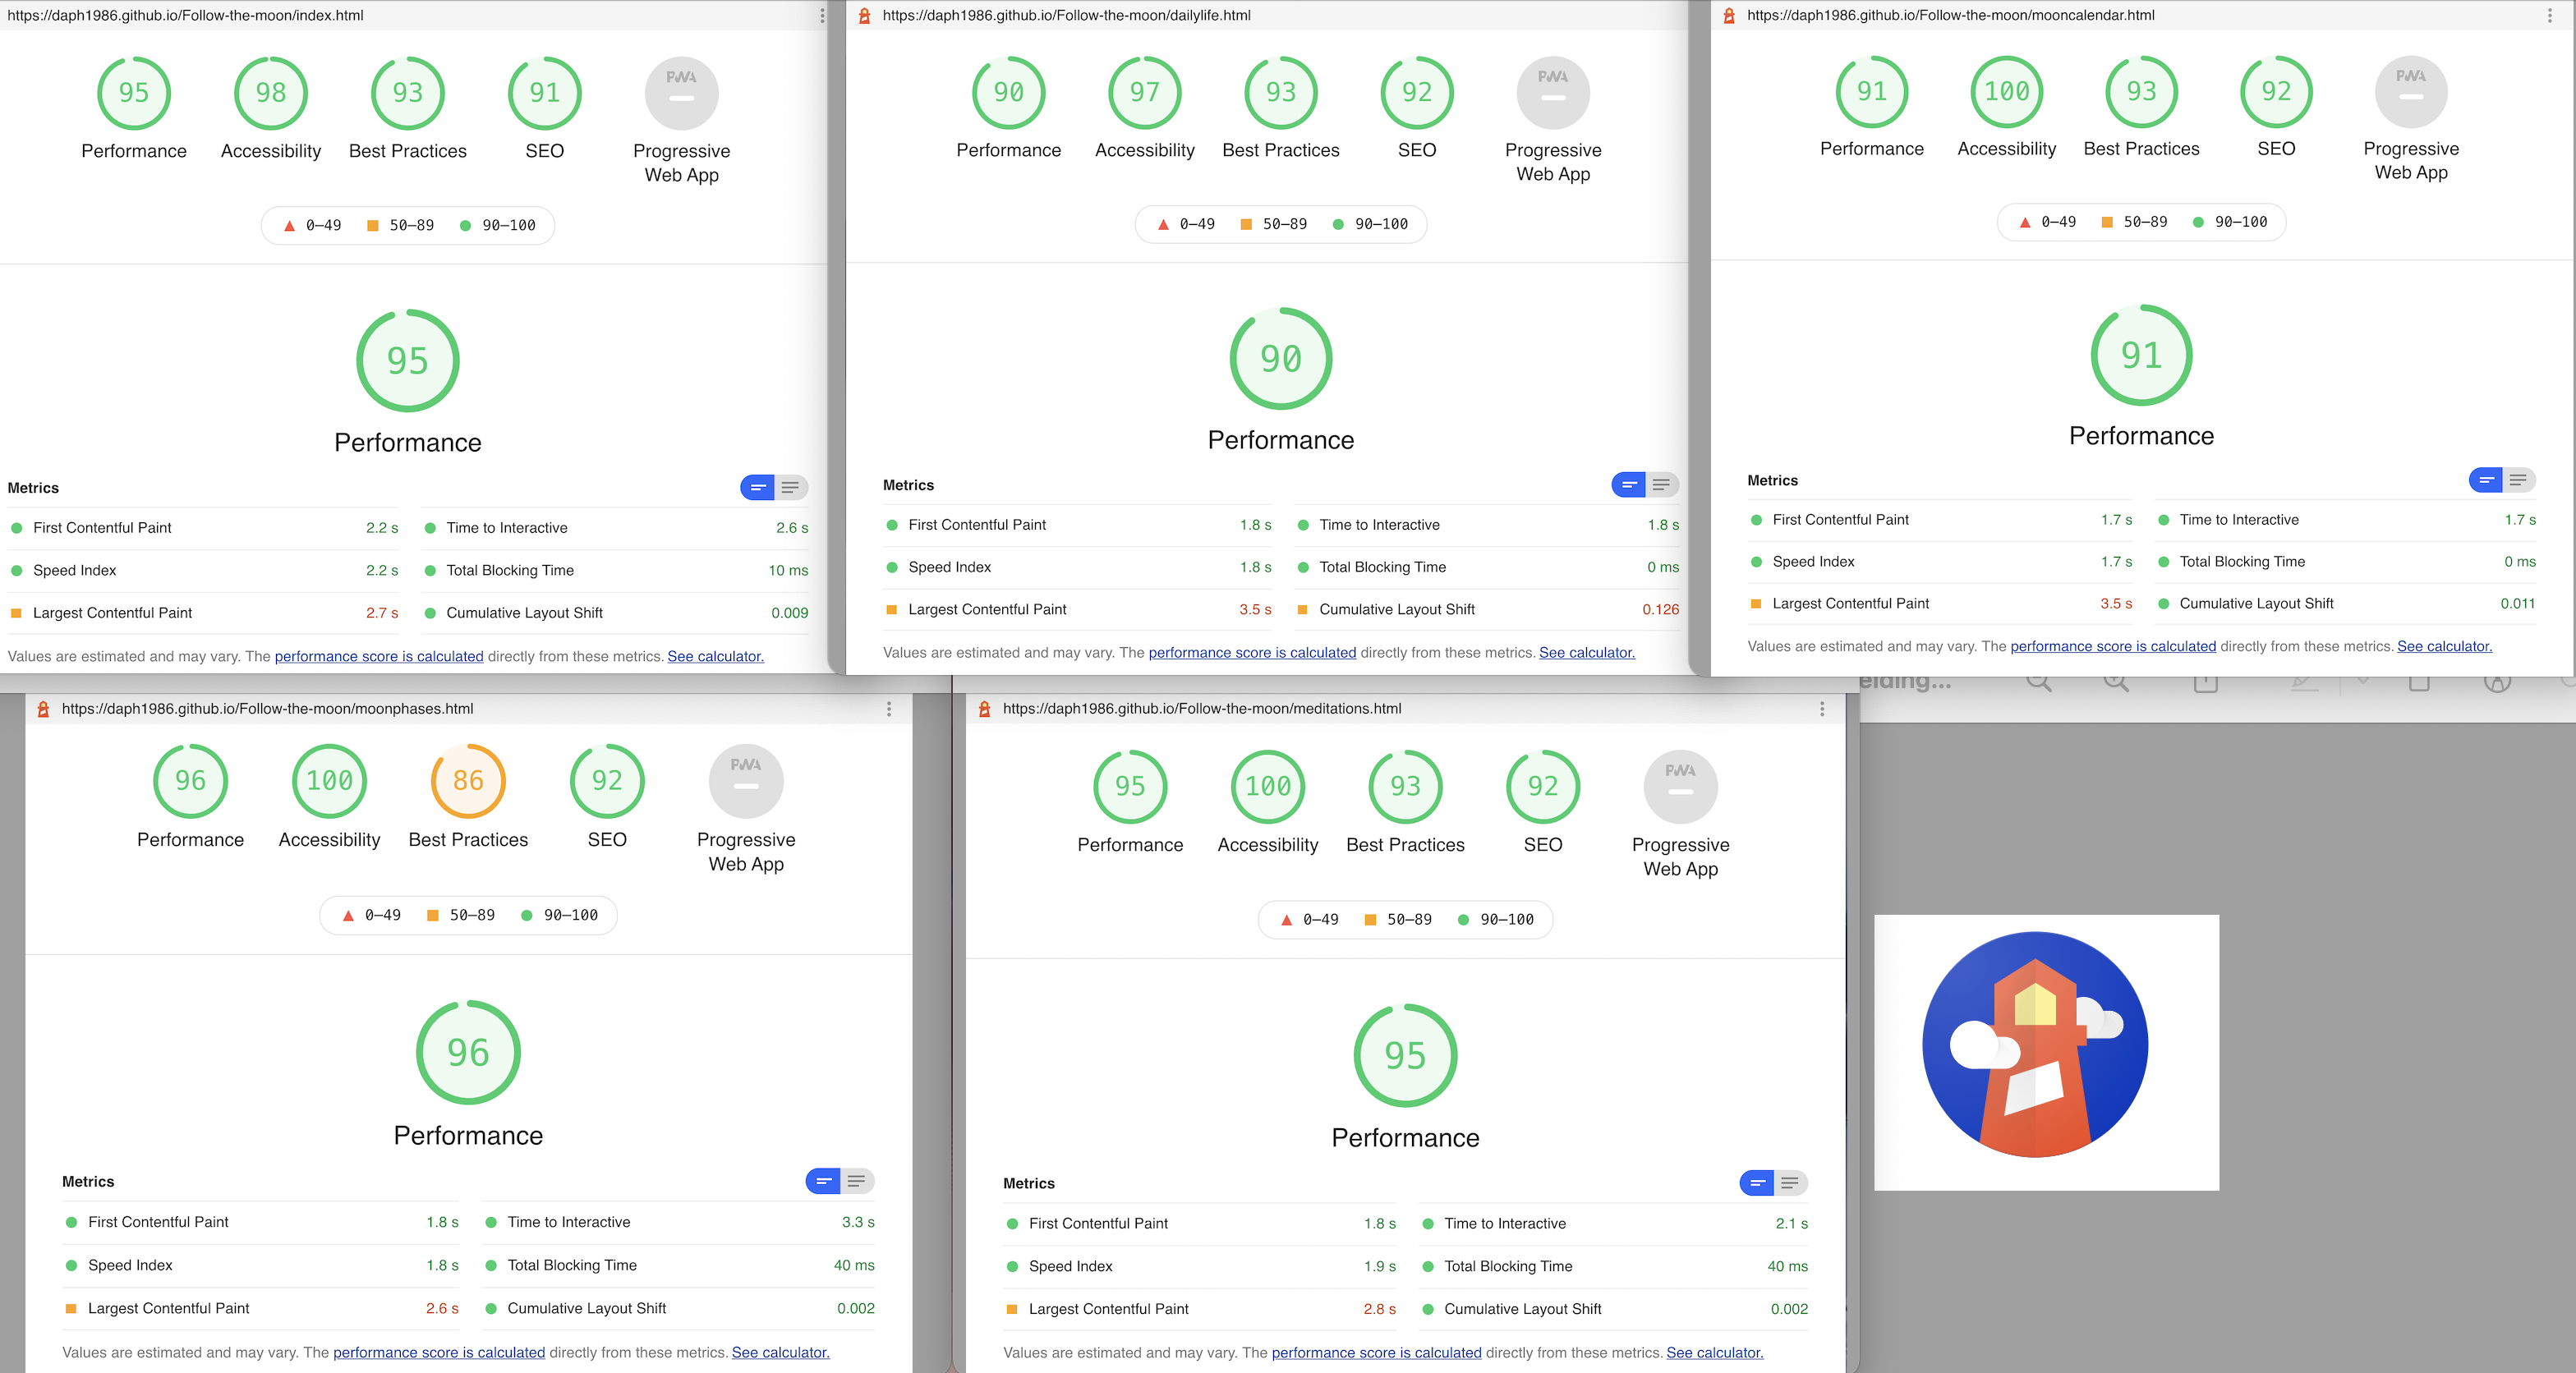 https://daph1986.github.io/Follow-the-moon/index.html
95 98 93 91 PWA
Performance Accessibility Best Practices SEO Progressive Web App
0–49 50–89 90–100
95
Performance
Metrics
First Contentful Paint 2.2 s Time to Interactive 2.6 s
Speed Index 2.2 s Total Blocking Time 10 ms
Largest Contentful Paint 2.7 s Cumulative Layout Shift 0.009
Values are estimated and may vary. The performance score is calculated directly from these metrics. See calculator.
https://daph1986.github.io/Follow-the-moon/dailylife.html
90 97 93 92 PWA
Performance Accessibility Best Practices SEO Progressive Web App
0–49 50–89 90–100
90
Performance
Metrics
First Contentful Paint 1.8 s Time to Interactive 1.8 s
Speed Index 1.8 s Total Blocking Time 0 ms
Largest Contentful Paint 3.5 s Cumulative Layout Shift 0.126
Values are estimated and may vary. The performance score is calculated directly from these metrics. See calculator.
https://daph1986.github.io/Follow-the-moon/mooncalendar.html
91 100 93 92 PWA
Performance Accessibility Best Practices SEO Progressive Web App
0–49 50–89 90–100
91
Performance
Metrics
First Contentful Paint 1.7 s Time to Interactive 1.7 s
Speed Index 1.7 s Total Blocking Time 0 ms
Largest Contentful Paint 3.5 s Cumulative Layout Shift 0.011
Values are estimated and may vary. The performance score is calculated directly from these metrics. See calculator.
https://daph1986.github.io/Follow-the-moon/moonphases.html
96 100 86 92 PWA
Performance Accessibility Best Practices SEO Progressive Web App
0–49 50–89 90–100
96
Performance
Metrics
First Contentful Paint 1.8 s Time to Interactive 3.3 s
Speed Index 1.8 s Total Blocking Time 40 ms
Largest Contentful Paint 2.6 s Cumulative Layout Shift 0.002
Values are estimated and may vary. The performance score is calculated directly from these metrics. See calculator.
https://daph1986.github.io/Follow-the-moon/meditations.html
95 100 93 92 PWA
Performance Accessibility Best Practices SEO Progressive Web App
0–49 50–89 90–100
95
Performance
Metrics
First Contentful Paint 1.8 s Time to Interactive 2.1 s
Speed Index 1.9 s Total Blocking Time 40 ms
Largest Contentful Paint 2.8 s Cumulative Layout Shift 0.002
Values are estimated and may vary. The performance score is calculated directly from these metrics. See calculator.